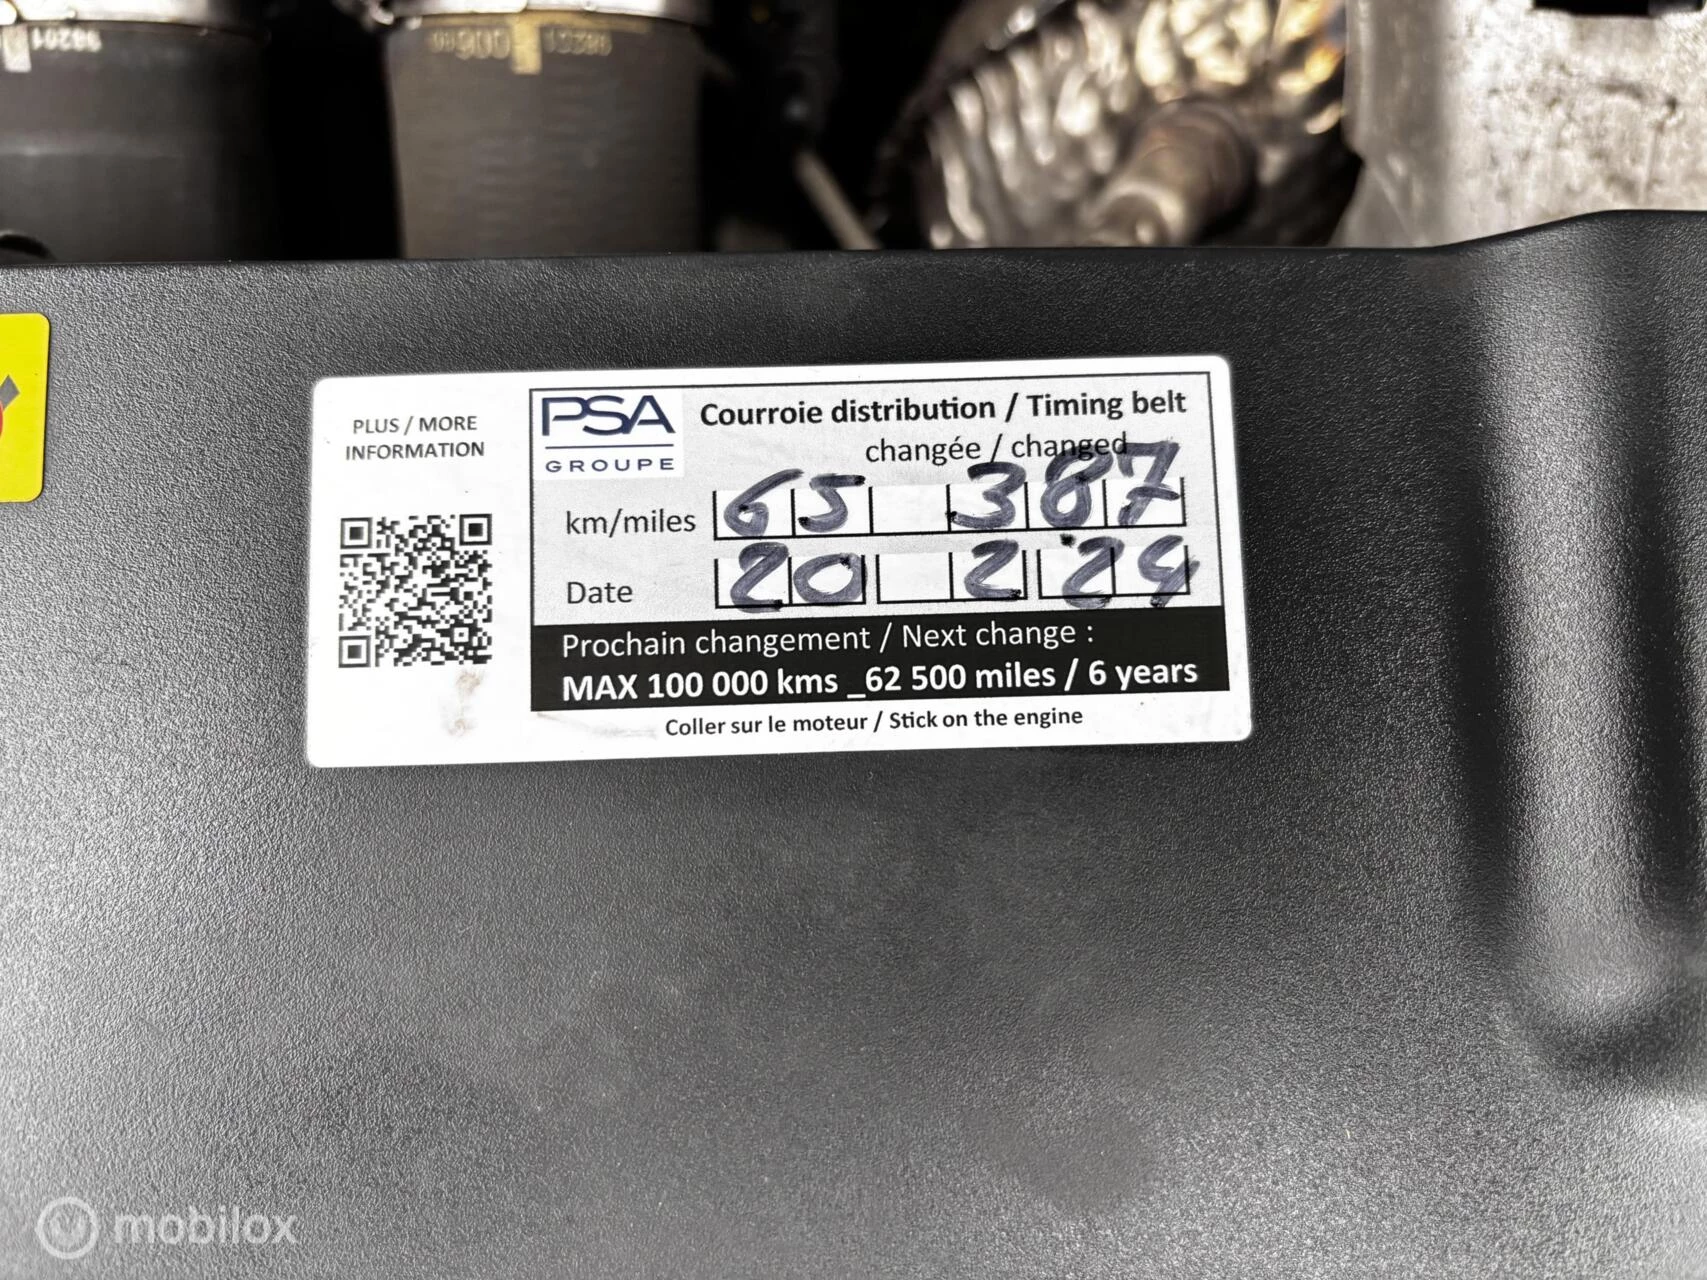 PLUS / MORE
INFORMATION
PSA
GROUPE
Courroie distribution / Timing belt
changée / changed
km/miles 65 387
Date 20 2 24
Prochain changement / Next change :
MAX 100 000 kms _62 500 miles / 6 years
Coller sur le moteur / Stick on the engine
mobilox